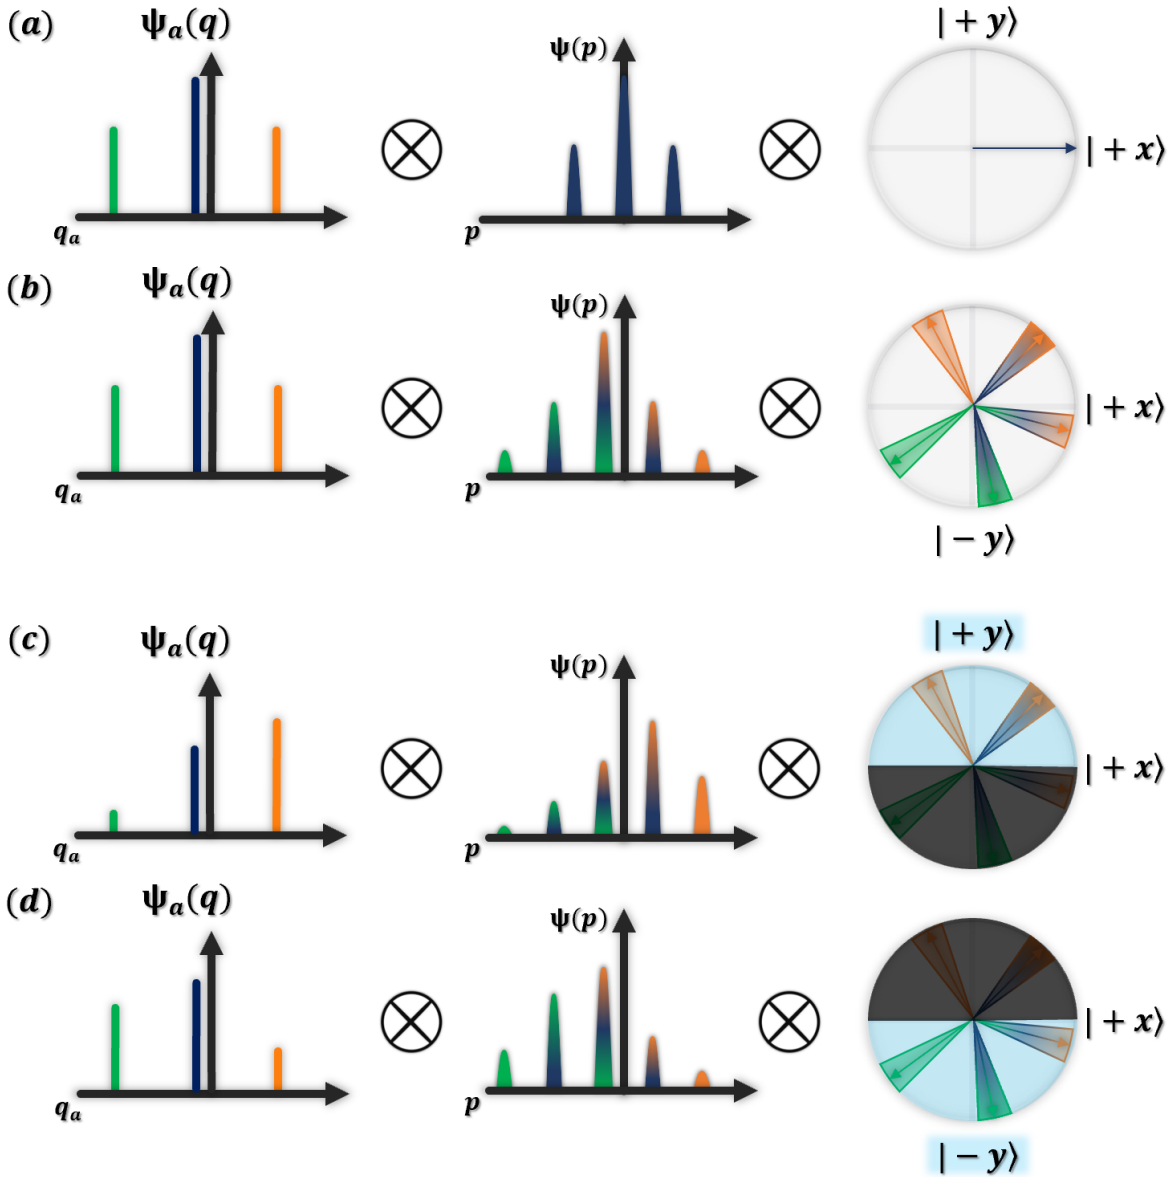 (a) ψₐ(q) ψ(p) | + y⟩
| + x⟩
qₐ p
(b) ψₐ(q) ψ(p)
| + x⟩
qₐ p
| − y⟩
(c) ψₐ(q) ψ(p) | + y⟩
| + x⟩
qₐ p
(d) ψₐ(q) ψ(p)
| + x⟩
qₐ p
| − y⟩